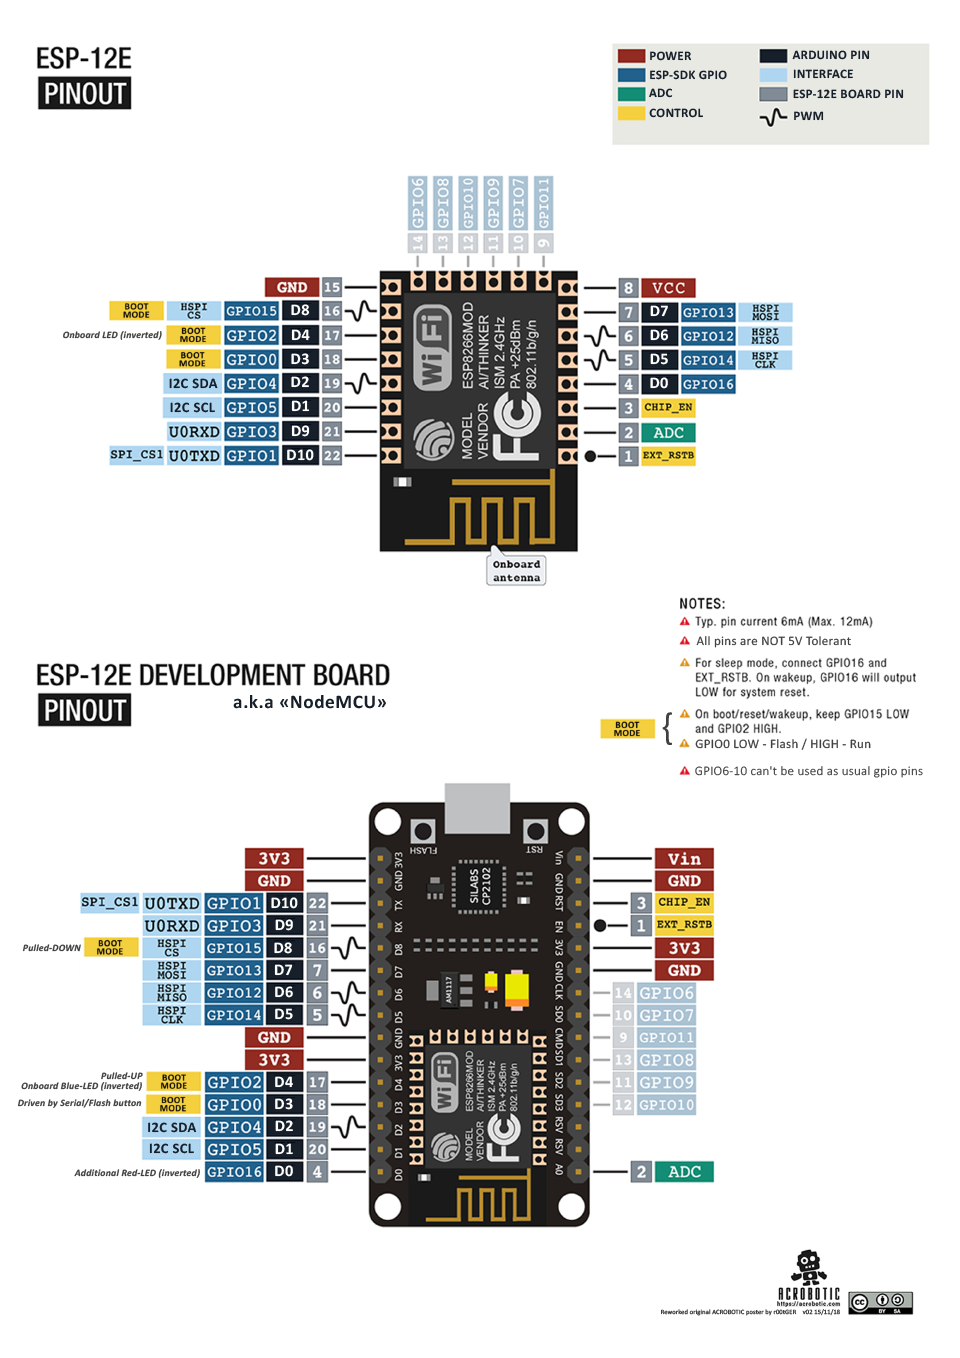 ESP-12E
PINOUT
POWER
ESP-SDK GPIO
ADC
CONTROL
ARDUINO PIN
INTERFACE
ESP-12E BOARD PIN
PWM
14 GPIO6
13 GPIO8
12 GPIO10
11 GPIO9
10 GPIO7
9 GPIO11
GND 15
BOOT MODE HSPI CS GPIO15 D8 16
Onboard LED (inverted) BOOT MODE GPIO2 D4 17
BOOT MODE GPIO0 D3 18
I2C SDA GPIO4 D2 19
I2C SCL GPIO5 D1 20
U0RXD GPIO3 D9 21
SPI_CS1 U0TXD GPIO1 D10 22
8 VCC
7 D7 GPIO13 HSPI MOSI
6 D6 GPIO12 HSPI MISO
5 D5 GPIO14 HSPI CLK
4 D0 GPIO16
3 CHIP_EN
2 ADC
1 EXT_RSTB
WiFi
MODEL ESP8266MOD
VENDOR AI/THINKER
ISM 2.4GHz
PA +25dBm
802.11b/g/n
FC
Onboard
antenna
NOTES:
Typ. pin current 6mA (Max. 12mA)
All pins are NOT 5V Tolerant
For sleep mode, connect GPIO16 and
EXT_RSTB. On wakeup, GPIO16 will output
LOW for system reset.
BOOT MODE
On boot/reset/wakeup, keep GPIO15 LOW
and GPIO2 HIGH.
GPIO0 LOW - Flash / HIGH - Run
GPIO6-10 can't be used as usual gpio pins
ESP-12E DEVELOPMENT BOARD
a.k.a «NodeMCU»
PINOUT
3V3
GND
SPI_CS1 U0TXD GPIO1 D10 22
U0RXD GPIO3 D9 21
Pulled-DOWN BOOT MODE HSPI CS GPIO15 D8 16
HSPI MOSI GPIO13 D7 7
HSPI MISO GPIO12 D6 6
HSPI CLK GPIO14 D5 5
GND
3V3
Pulled-UP
Onboard Blue-LED (inverted) BOOT MODE GPIO2 D4 17
Driven by Serial/Flash button BOOT MODE GPIO0 D3 18
I2C SDA GPIO4 D2 19
I2C SCL GPIO5 D1 20
Additional Red-LED (inverted) GPIO16 D0 4
FLASH
RST
SILABS
CP2102
AM1117
3V3
GND
TX
RX
D8
D7
D6
D5
GND
3V3
D4
D3
D2
D1
D0
Vin
GND
RST
EN
3V3
GND
CLK
SD0
CMD
SD1
SD2
SD3
RSV
RSV
A0
WiFi
MODEL ESP8266MOD
VENDOR AI/THINKER
ISM 2.4GHz
PA +25dBm
802.11b/g/n
FC
Vin
GND
3 CHIP_EN
1 EXT_RSTB
3V3
GND
14 GPIO6
10 GPIO7
9 GPIO11
13 GPIO8
11 GPIO9
12 GPIO10
2 ADC
ACROBOTIC
https://acrobotic.com
Reworked original ACROBOTIC poster by r00tGER v02 15/11/18
CC BY SA